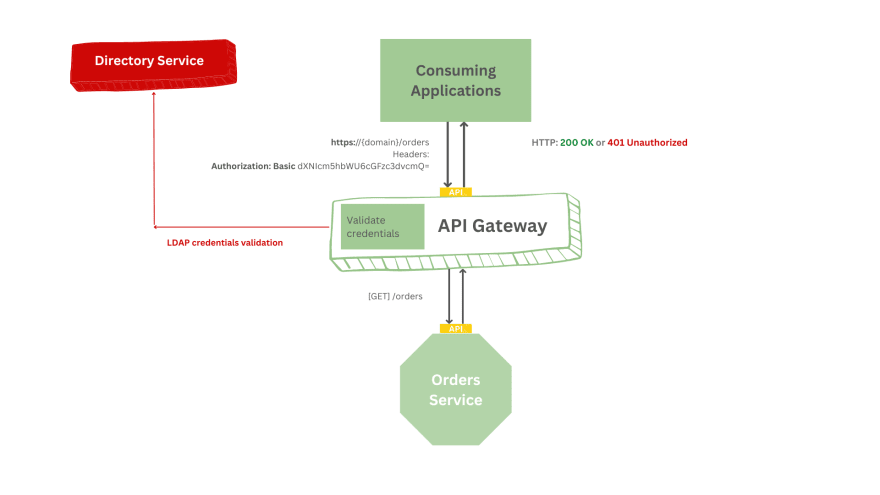 Directory Service
Consuming
Applications
https://{domain}/orders
Headers:
Authorization: Basic dXNlcm5hbWU6cGFzc3dvcmQ=
HTTP: 200 OK or 401 Unauthorized
API
Validate
credentials
API Gateway
LDAP credentials validation
[GET] /orders
API
Orders
Service